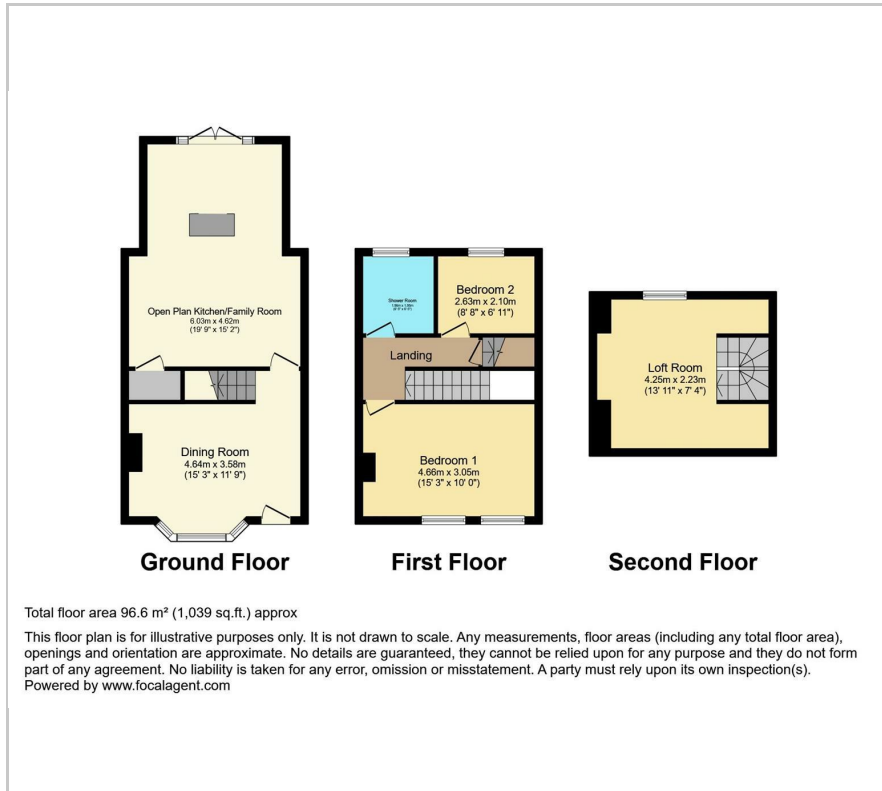 Open Plan Kitchen/Family Room
6.03m x 4.62m
(19' 9" x 15' 2")
Dining Room
4.64m x 3.58m
(15' 3" x 11' 9")
Ground Floor
Shower Room
Bedroom 2
2.63m x 2.10m
(8' 8" x 6' 11")
Landing
Bedroom 1
4.66m x 3.05m
(15' 3" x 10' 0")
First Floor
Loft Room
4.25m x 2.23m
(13' 11" x 7' 4")
Second Floor
Total floor area 96.6 m² (1,039 sq.ft.) approx
This floor plan is for illustrative purposes only. It is not drawn to scale. Any measurements, floor areas (including any total floor area),
openings and orientation are approximate. No details are guaranteed, they cannot be relied upon for any purpose and they do not form
part of any agreement. No liability is taken for any error, omission or misstatement. A party must rely upon its own inspection(s).
Powered by www.focalagent.com